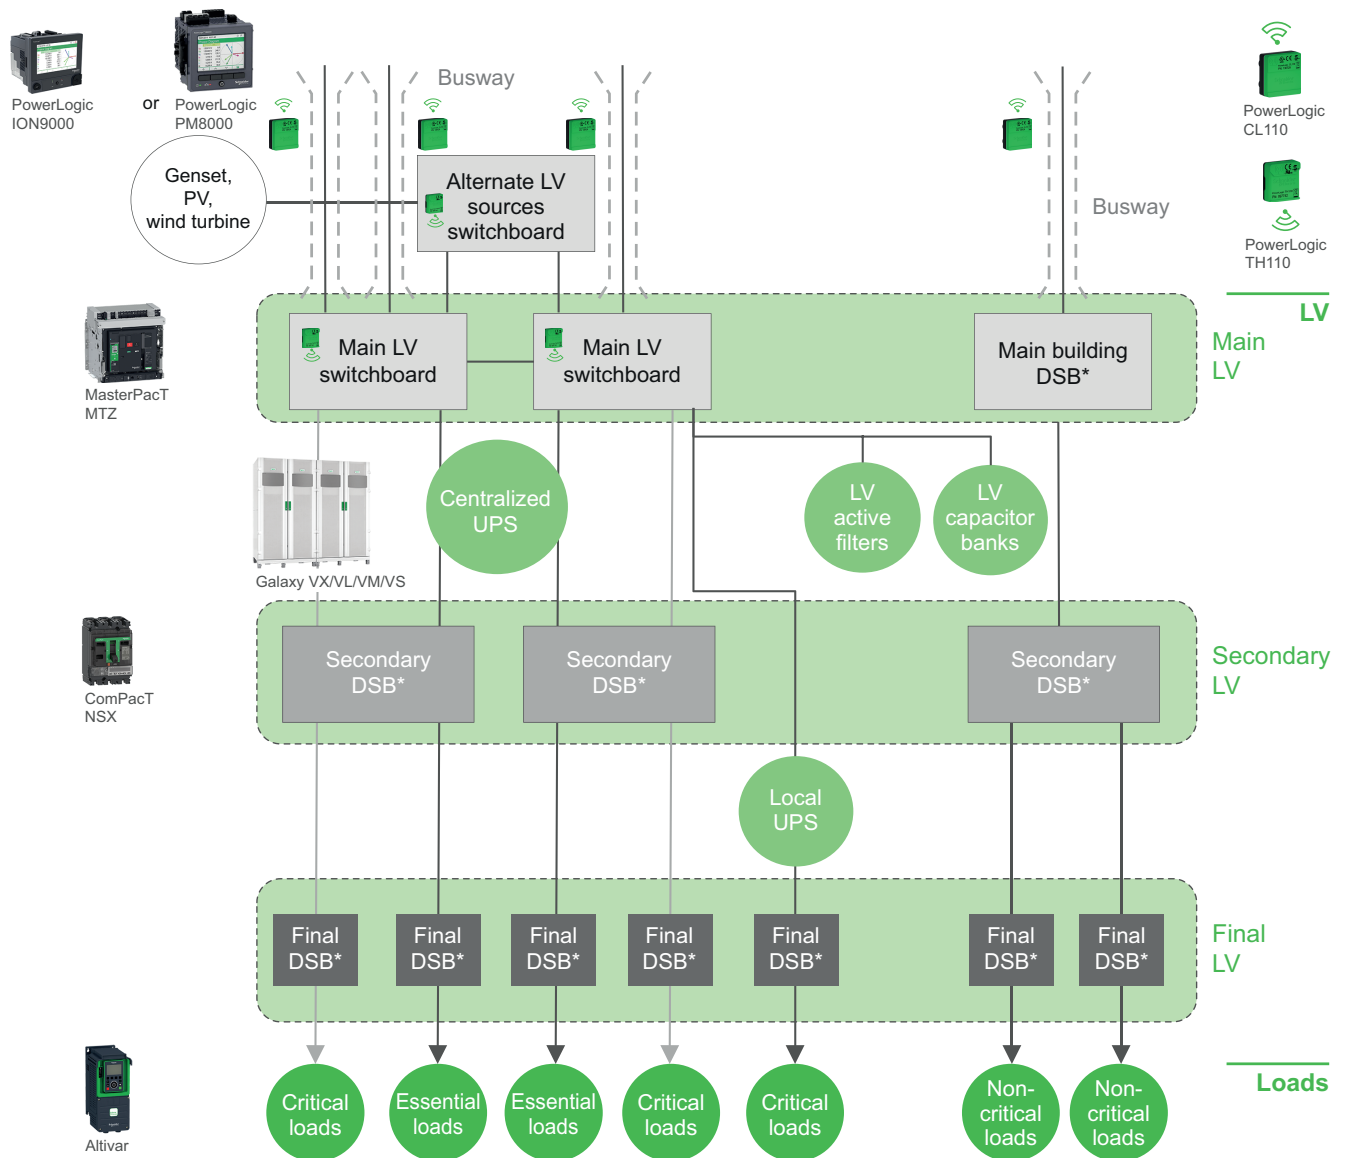 PowerLogic
ION9000
or
PowerLogic
PM8000
Busway
PowerLogic
CL110
Genset,
PV,
wind turbine
Alternate LV
sources
switchboard
Busway
PowerLogic
TH110
LV
Main
LV
MasterPacT
MTZ
Main LV
switchboard
Main LV
switchboard
Main building
DSB*
Centralized
UPS
LV
active
filters
LV
capacitor
banks
Galaxy VX/VL/VM/VS
ComPacT
NSX
Secondary
DSB*
Secondary
DSB*
Secondary
DSB*
Secondary
LV
Local
UPS
Final
DSB*
Final
DSB*
Final
DSB*
Final
DSB*
Final
DSB*
Final
DSB*
Final
DSB*
Final
LV
Altivar
Critical
loads
Essential
loads
Essential
loads
Critical
loads
Critical
loads
Non-
critical
loads
Non-
critical
loads
Loads